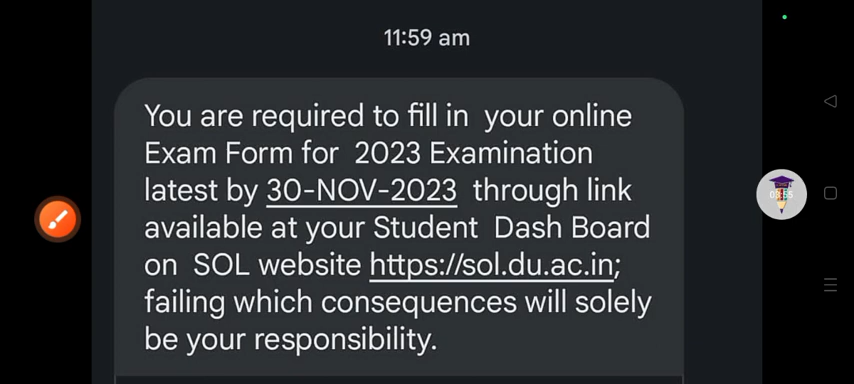 11:59 am
You are required to fill in your online
Exam Form for 2023 Examination
latest by 30-NOV-2023 through link
available at your Student Dash Board
on SOL website https://sol.du.ac.in;
failing which consequences will solely
be your responsibility.